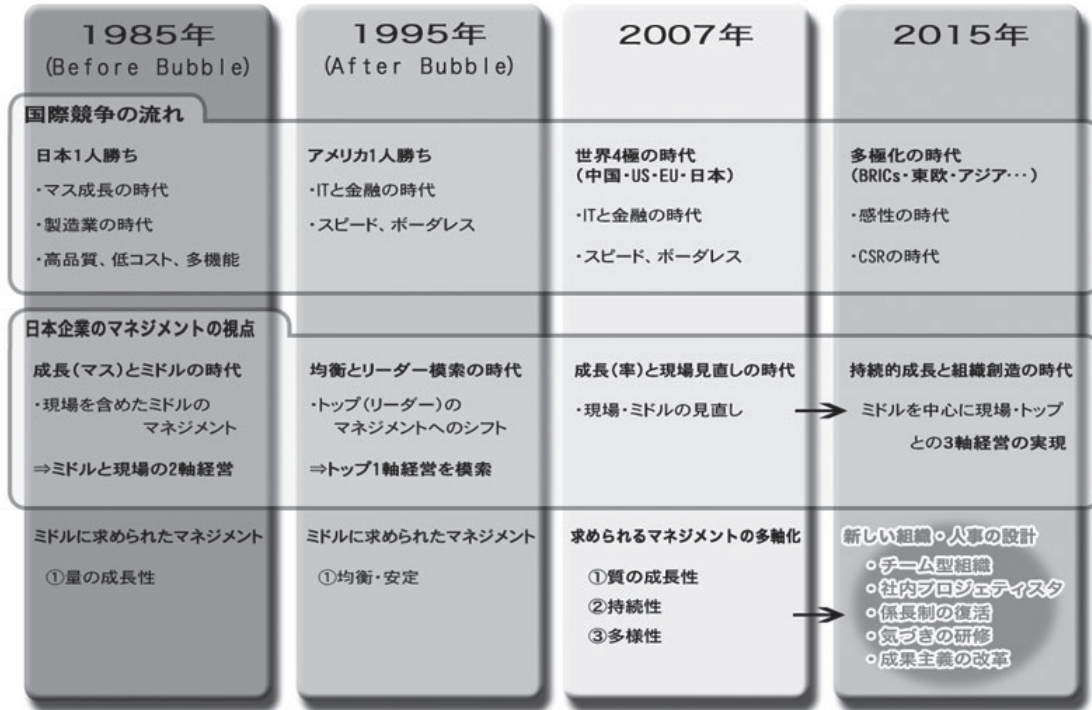 1985年
(Before Bubble)
1995年
(After Bubble)
2007年
2015年
国際競争の流れ
日本1人勝ち
・マス成長の時代
・製造業の時代
・高品質、低コスト、多機能
アメリカ1人勝ち
・ITと金融の時代
・スピード、ボーダレス
世界4極の時代
(中国・US・EU・日本)
・ITと金融の時代
・スピード、ボーダレス
多極化の時代
(BRICs・東欧・アジア…)
・感性の時代
・CSRの時代
日本企業のマネジメントの視点
成長(マス)とミドルの時代
・現場を含めたミドルの
マネジメント
⇒ミドルと現場の2軸経営
均衡とリーダー模索の時代
・トップ(リーダー)の
マネジメントへのシフト
⇒トップ1軸経営を模索
成長(率)と現場見直しの時代
・現場・ミドルの見直し
持続的成長と組織創造の時代
ミドルを中心に現場・トップ
との3軸経営の実現
ミドルに求められたマネジメント
①量の成長性
ミドルに求められたマネジメント
①均衡・安定
求められるマネジメントの多軸化
①質の成長性
②持続性
③多様性
新しい組織・人事の設計
・チーム型組織
・社内プロジェティスタ
・係長制の復活
・気づきの研修
・成果主義の改革